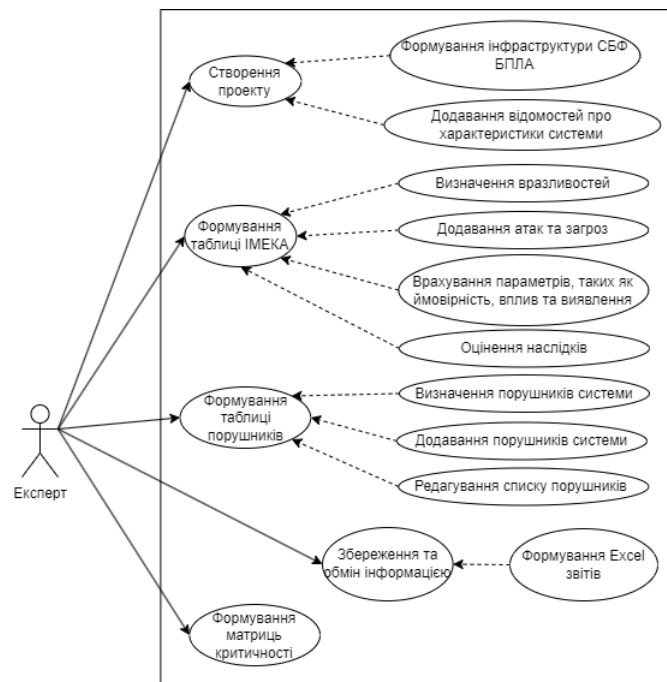 Формування інфраструктури СБФ
БПЛА
Створення
проекту
Додавання відомостей про
характеристики системи
Визначення вразливостей
Формування
таблиці ІМЕКА
Додавання атак та загроз
Врахування параметрів, таких як
ймовірність, вплив та виявлення
Оцінення наслідків
Формування
таблиці
порушників
Визначення порушників системи
Додавання порушників системи
Редагування списку порушників
Експерт
Збереження та
обмін інформацією
Формування Excel
звітів
Формування
матриць
критичності